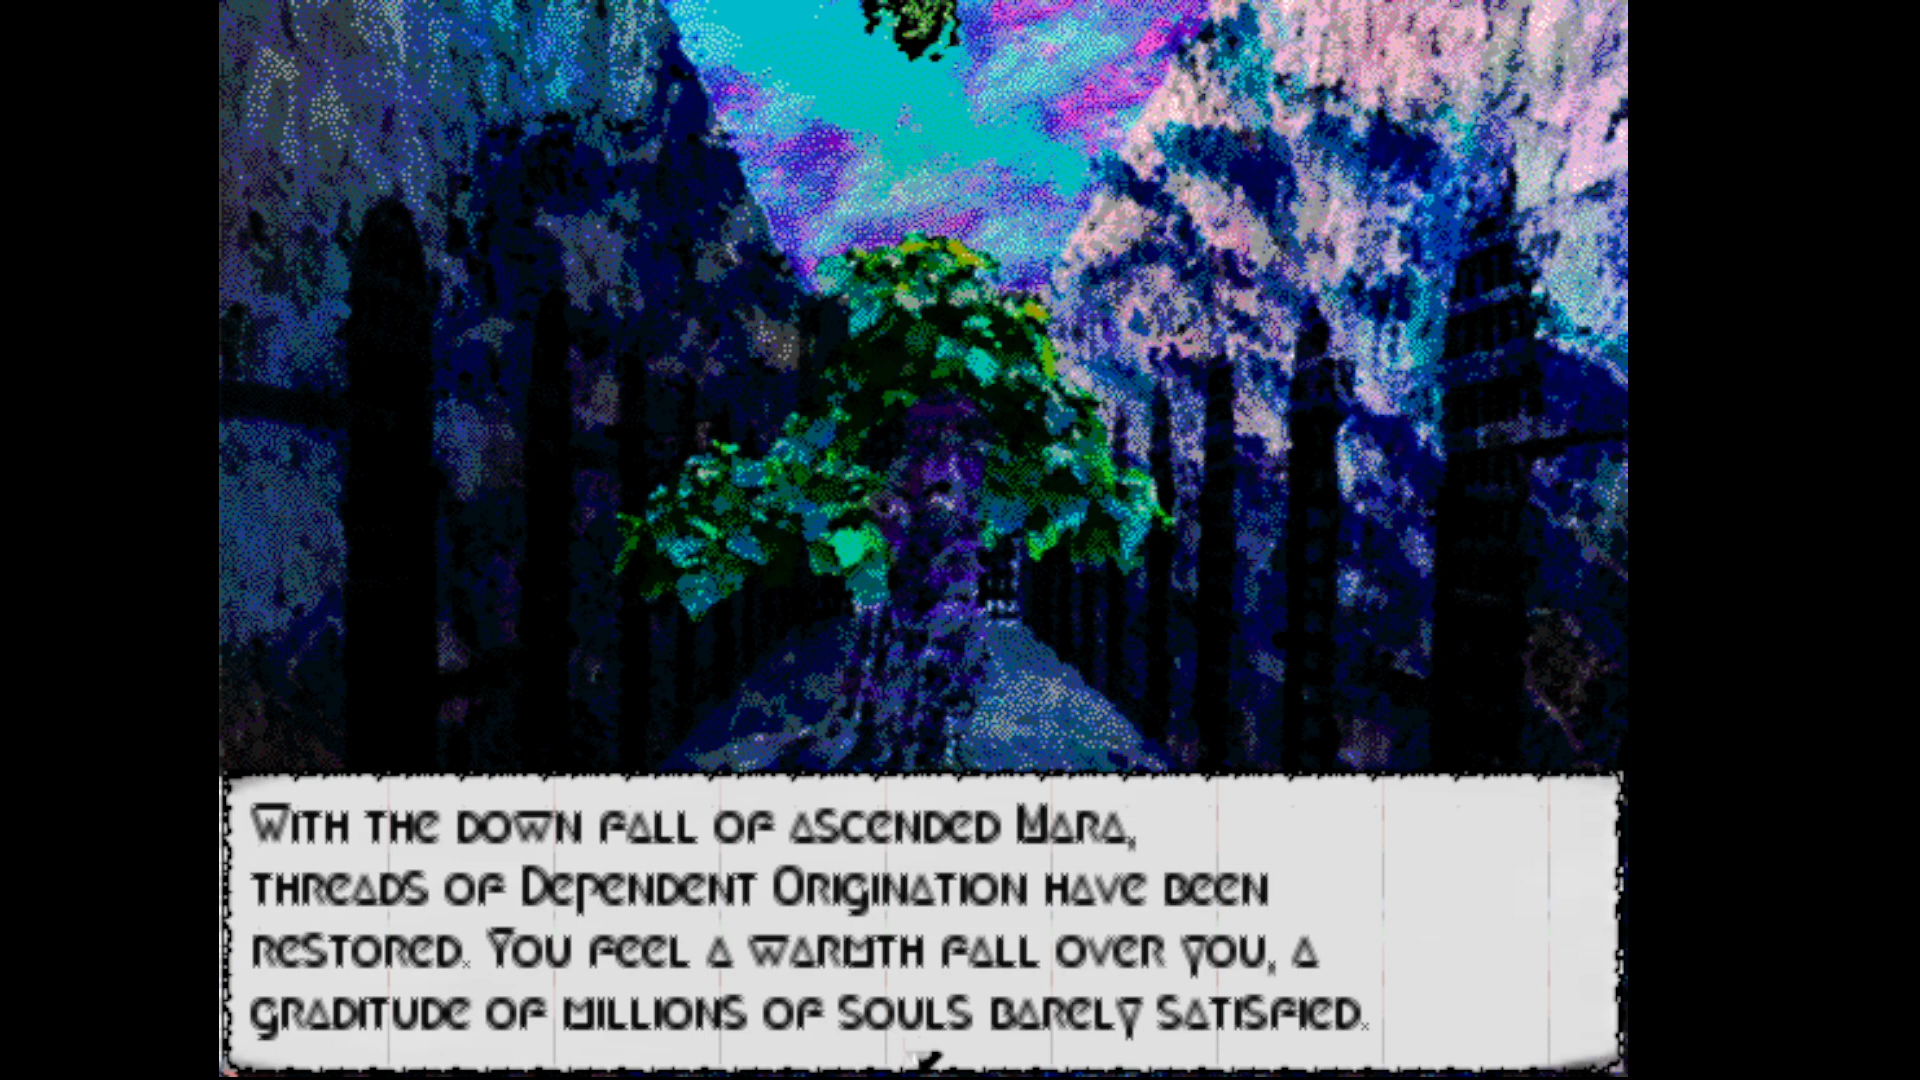 With the down fall of ascended Mara,
threads of Dependent Origination have been
restored. You feel a warmth fall over you, a
graditude of millions of souls barely satisfied.